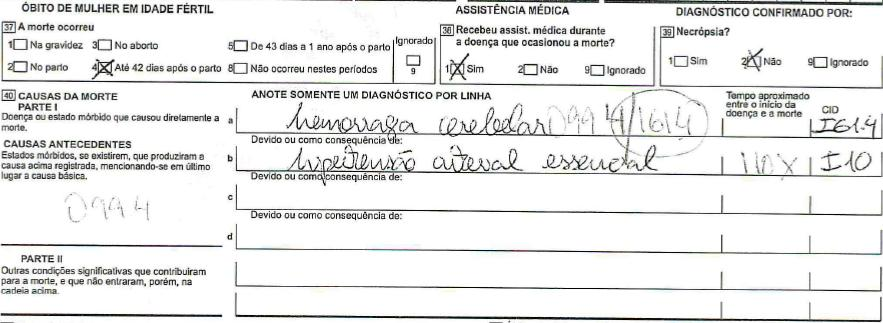 ÓBITO DE MULHER EM IDADE FÉRTIL
ASSISTÊNCIA MÉDICA
DIAGNÓSTICO CONFIRMADO POR:
37 A morte ocorreu
1 Na gravidez 3 No aborto 5 De 43 dias a 1 ano após o parto Ignorado
2 No parto 4 X Até 42 dias após o parto 8 Não ocorreu nestes períodos 9
38 Recebeu assist. médica durante
a doença que ocasionou a morte?
1 X Sim 2 Não 9 Ignorado
39 Necrópsia?
1 Sim 2 X Não 9 Ignorado
40 CAUSAS DA MORTE
PARTE I
Doença ou estado mórbido que causou diretamente a
morte.
CAUSAS ANTECEDENTES
Estados mórbidos, se existirem, que produziram a
causa acima registrada, mencionando-se em último
lugar a causa básica.
O994
PARTE II
Outras condições significativas que contribuiram
para a morte, e que não entraram, porém, na
cadeia acima.
ANOTE SOMENTE UM DIAGNÓSTICO POR LINHA
Tempo aproximado
entre o início da
doença e a morte
CID
a hemorraga cerebelar O994/I614 I61.4
Devido ou como consequência de:
b hipertensão arterial essencial I10X I10
Devido ou como consequência de:
c
Devido ou como consequência de:
d